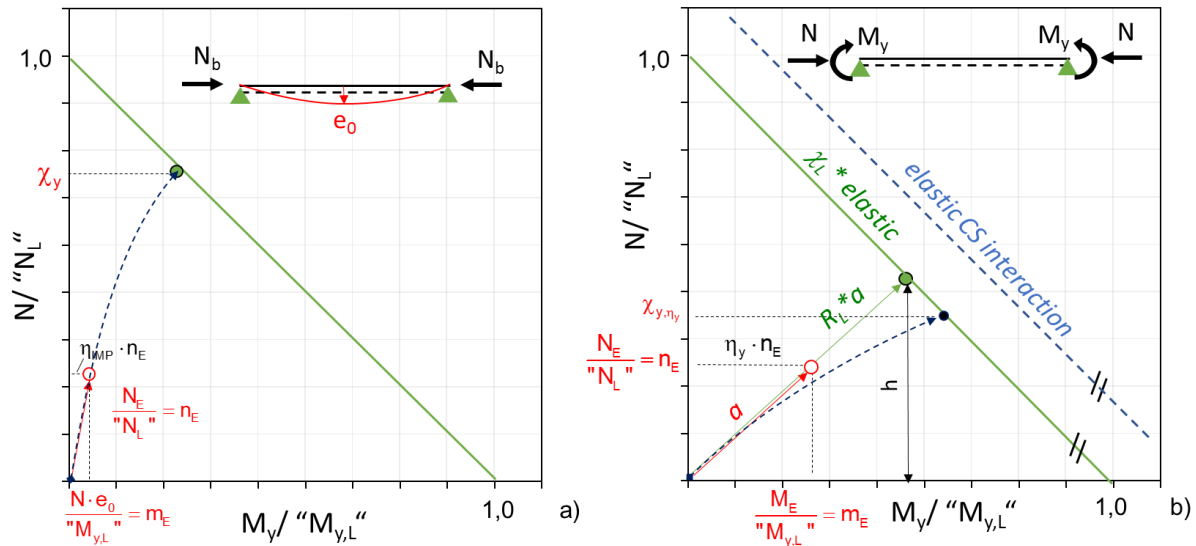 1,0
N_b
N_b
e_0
χ_y
N/ “N_L“
η_IMP · n_E
N_E
"N_L" = n_E
N · e_0
"M_y,L" = m_E
M_y/ “M_y,L“
1,0
a)
1,0
N
M_y
M_y
N
N/ “N_L“
χ_L * elastic
elastic CS interaction
R_L*a
χ_y,η_y
η_y · n_E
N_E
"N_L" = n_E
a
h
M_E
"M_y,L" = m_E
M_y/ “M_y,L“
1,0
b)